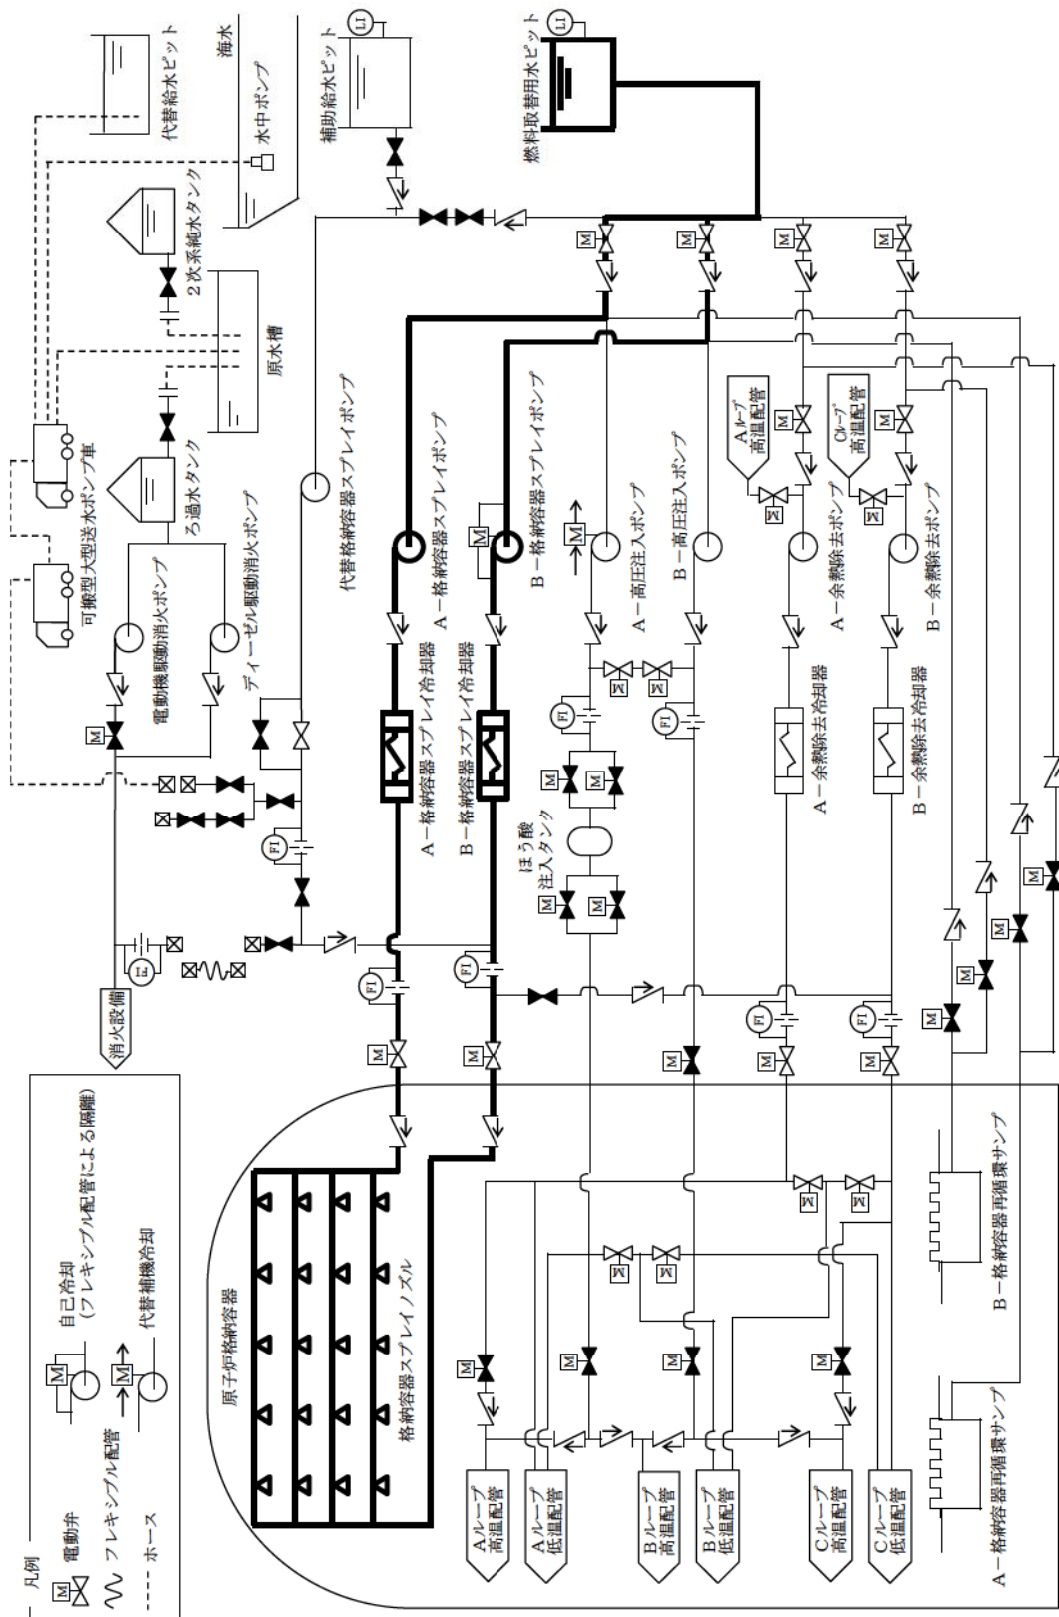 凡例
M
電動弁
フレキシブル配管
ホース
M
自己冷却
(フレキシブル配管による隔離)
M
代替補機冷却
消火設備
FI
M
電動機駆動消火ポンプ
ディーゼル駆動消火ポンプ
可搬型大型送水ポンプ車
ろ過水タンク
原水槽
2次系純水タンク
代替給水ピット
海水
水中ポンプ
補助給水ピット
LI
燃料取替用水ピット
LI
FI
代替格納容器スプレイポンプ
原子炉格納容器
格納容器スプレイノズル
M
FI
A-格納容器スプレイ冷却器
A-格納容器スプレイポンプ
M
M
FI
B-格納容器スプレイ冷却器
M
B-格納容器スプレイポンプ
M
ほう酸
注入タンク
M
M
M
M
FI
M
M
FI
M
A-高圧注入ポンプ
B-高圧注入ポンプ
M
Aループ
高温配管
M
M
M
Cループ
高温配管
M
M
M
M
FI
A-余熱除去冷却器
A-余熱除去ポンプ
M
FI
B-余熱除去冷却器
B-余熱除去ポンプ
M
M
M
M
M
M
M
M
M
M
M
M
Aループ
高温配管
Aループ
低温配管
Bループ
高温配管
Bループ
低温配管
Cループ
高温配管
Cループ
低温配管
A-格納容器再循環サンプ
B-格納容器再循環サンプ